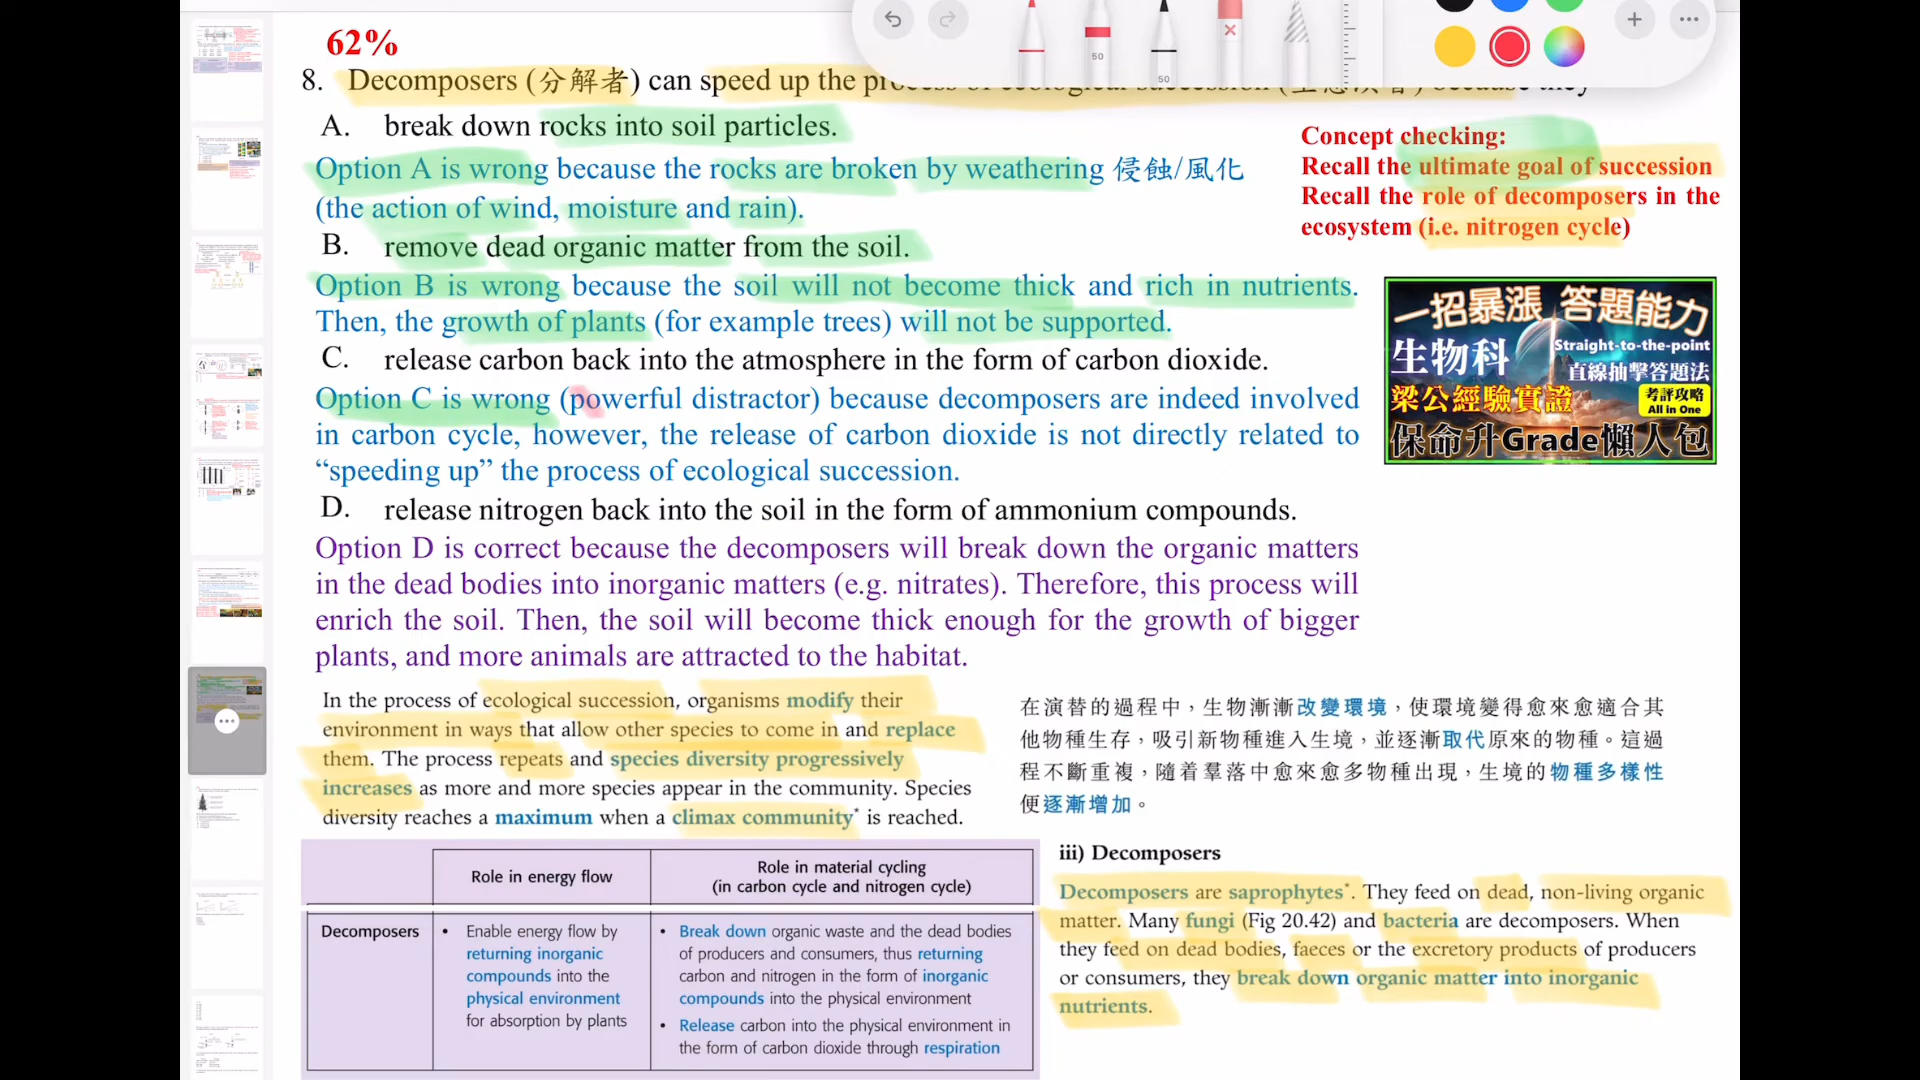 62%
8. Decomposers (分解者) can speed up the process of ecological succession (生態演替) because they
A. break down rocks into soil particles.
Option A is wrong because the rocks are broken by weathering 侵蝕/風化
(the action of wind, moisture and rain).
B. remove dead organic matter from the soil.
Option B is wrong because the soil will not become thick and rich in nutrients.
Then, the growth of plants (for example trees) will not be supported.
C. release carbon back into the atmosphere in the form of carbon dioxide.
Option C is wrong (powerful distractor) because decomposers are indeed involved
in carbon cycle, however, the release of carbon dioxide is not directly related to
“speeding up” the process of ecological succession.
D. release nitrogen back into the soil in the form of ammonium compounds.
Option D is correct because the decomposers will break down the organic matters
in the dead bodies into inorganic matters (e.g. nitrates). Therefore, this process will
enrich the soil. Then, the soil will become thick enough for the growth of bigger
plants, and more animals are attracted to the habitat.
50
50
Concept checking:
Recall the ultimate goal of succession
Recall the role of decomposers in the
ecosystem (i.e. nitrogen cycle)
一招暴漲 答題能力
生物科
Straight-to-the-point
直線抽擊答題法
梁公經驗實證
考評攻略
All in One
保命升Grade懶人包
In the process of ecological succession, organisms modify their
environment in ways that allow other species to come in and replace
them. The process repeats and species diversity progressively
increases as more and more species appear in the community. Species
diversity reaches a maximum when a climax community* is reached.
在演替的過程中，生物漸漸改變環境，使環境變得愈來愈適合其
他物種生存，吸引新物種進入生境，並逐漸取代原來的物種。這過
程不斷重複，隨着羣落中愈來愈多物種出現，生境的物種多樣性
便逐漸增加。
Role in energy flow
Role in material cycling
(in carbon cycle and nitrogen cycle)
Decomposers
• Enable energy flow by
returning inorganic
compounds into the
physical environment
for absorption by plants
• Break down organic waste and the dead bodies
of producers and consumers, thus returning
carbon and nitrogen in the form of inorganic
compounds into the physical environment
• Release carbon into the physical environment in
the form of carbon dioxide through respiration
iii) Decomposers
Decomposers are saprophytes*. They feed on dead, non-living organic
matter. Many fungi (Fig 20.42) and bacteria are decomposers. When
they feed on dead bodies, faeces or the excretory products of producers
or consumers, they break down organic matter into inorganic
nutrients.